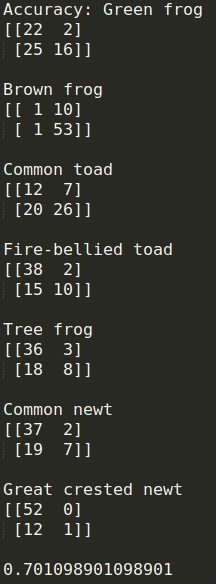 Accuracy: Green frog
[[22  2]
 [25 16]]

Brown frog
[[ 1 10]
 [ 1 53]]

Common toad
[[12  7]
 [20 26]]

Fire-bellied toad
[[38  2]
 [15 10]]

Tree frog
[[36  3]
 [18  8]]

Common newt
[[37  2]
 [19  7]]

Great crested newt
[[52  0]
 [12  1]]

0.701098901098901